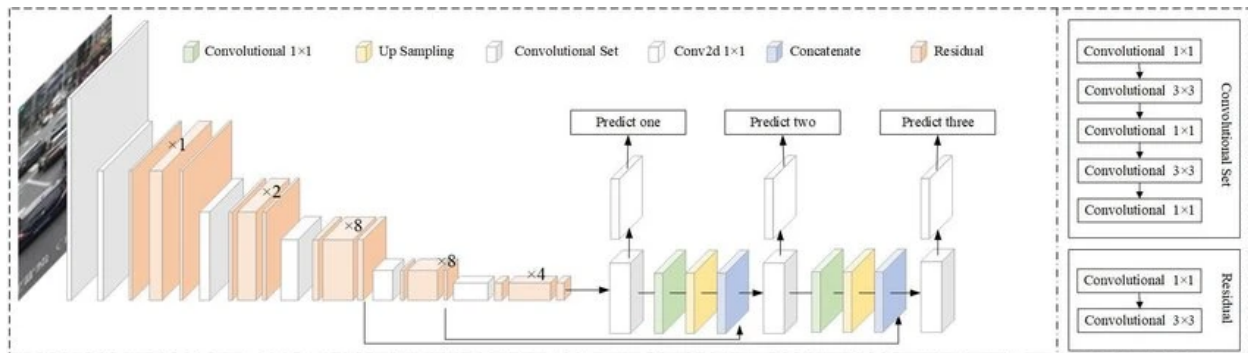 Convolutional 1×1
Up Sampling
Convolutional Set
Conv2d 1×1
Concatenate
Residual
×1
×2
×8
×8
×4
Predict one
Predict two
Predict three
Convolutional 1×1
Convolutional 3×3
Convolutional 1×1
Convolutional 3×3
Convolutional 1×1
Convolutional Set
Convolutional 1×1
Convolutional 3×3
Residual